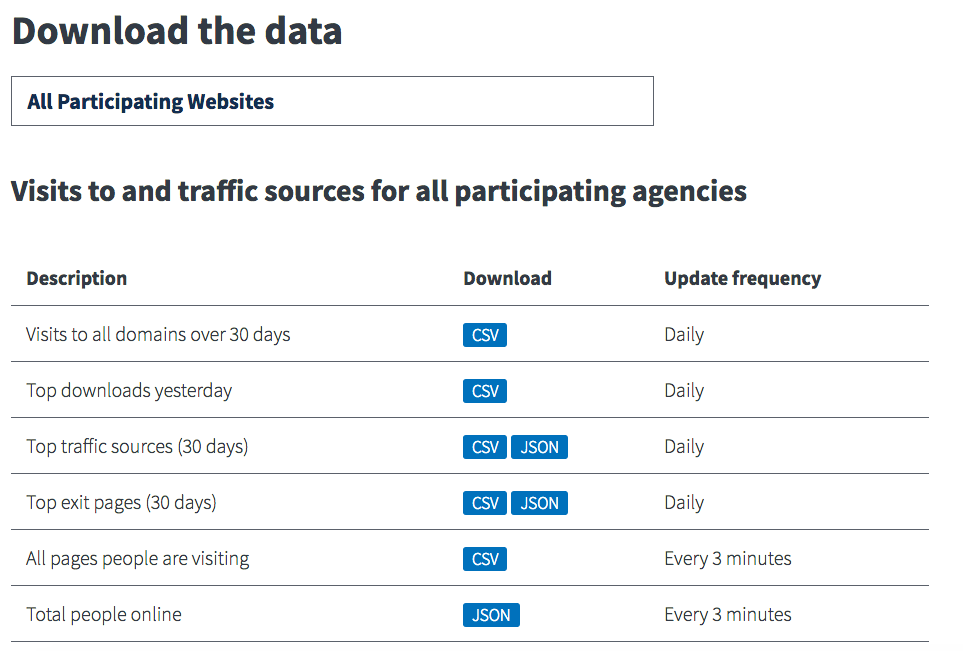 Download the data
All Participating Websites
Visits to and traffic sources for all participating agencies
Description Download Update frequency
Visits to all domains over 30 days CSV Daily
Top downloads yesterday CSV Daily
Top traffic sources (30 days) CSV JSON Daily
Top exit pages (30 days) CSV JSON Daily
All pages people are visiting CSV Every 3 minutes
Total people online JSON Every 3 minutes